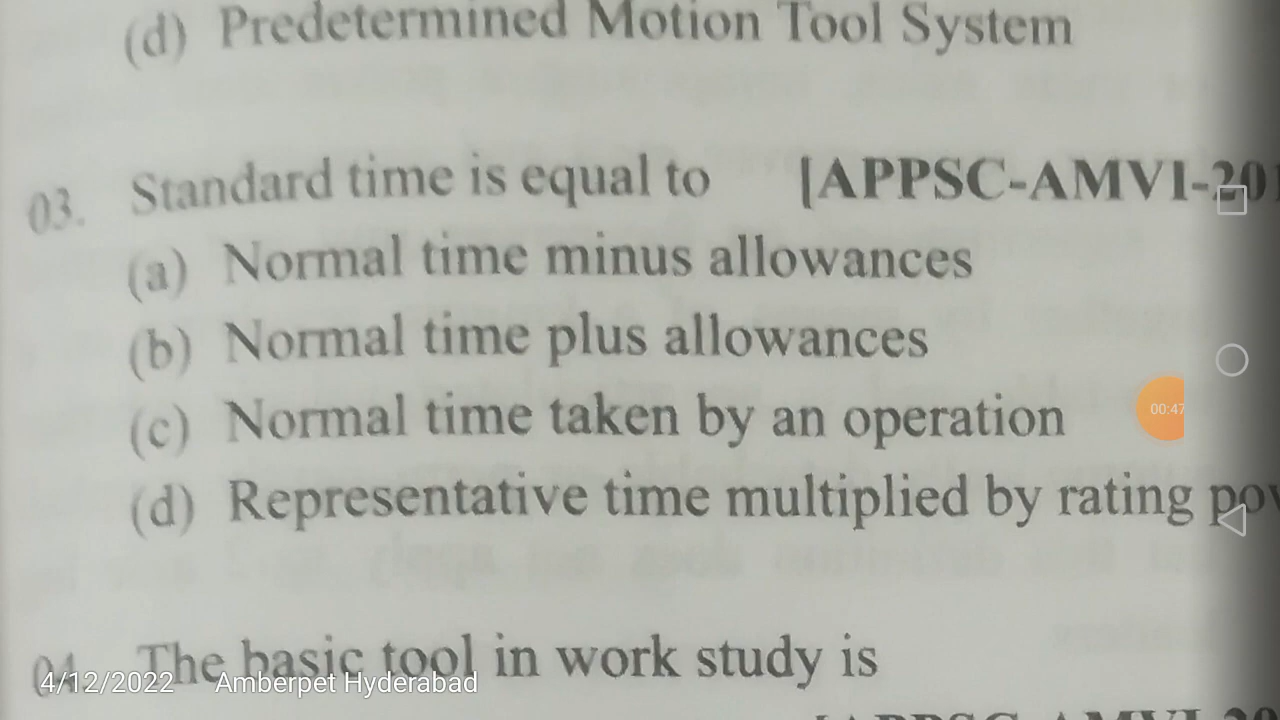 (d) Predetermined Motion Tool System
03. Standard time is equal to [APPSC-AMVI-201
(a) Normal time minus allowances
(b) Normal time plus allowances
(c) Normal time taken by an operation
00:47
(d) Representative time multiplied by rating
04. The basic tool in work study is
4/12/2022 Amberpet Hyderabad